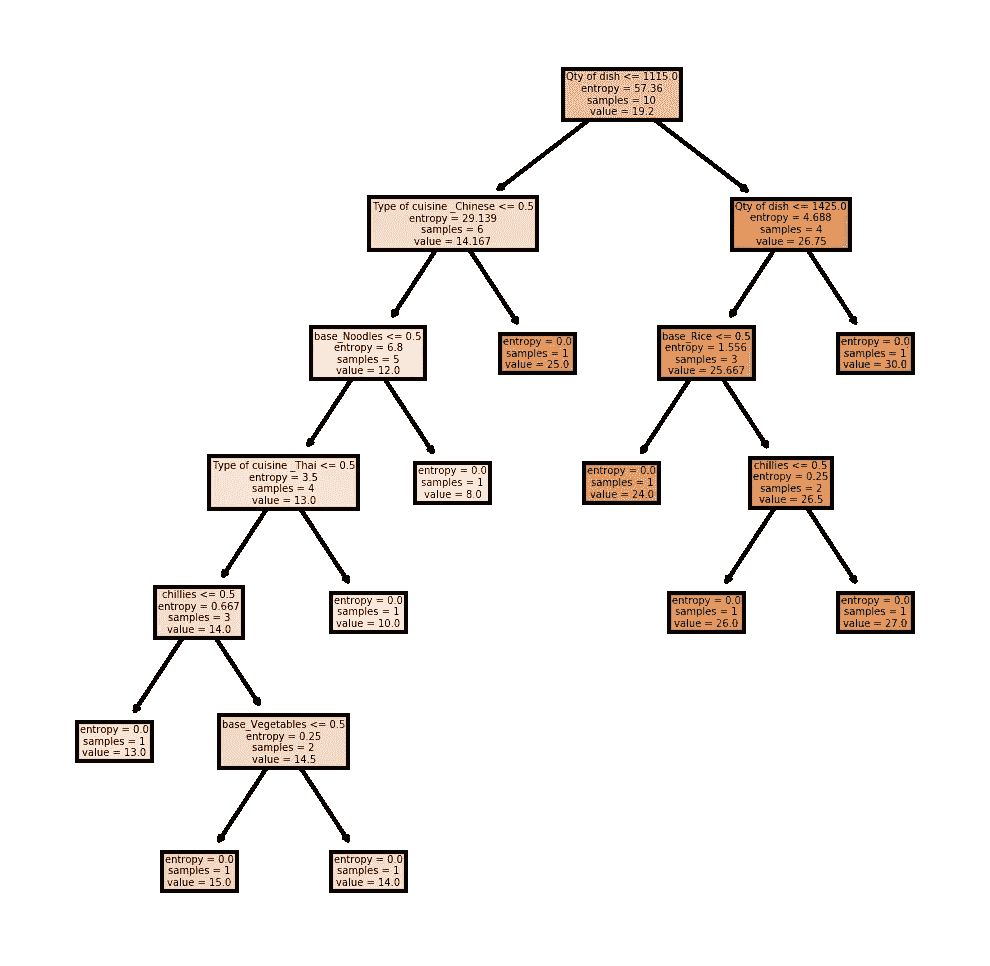 Qty of dish <= 1115.0
entropy = 57.36
samples = 10
value = 19.2
Type of cuisine _Chinese <= 0.5
entropy = 29.139
samples = 6
value = 14.167
Qty of dish <= 1425.0
entropy = 4.688
samples = 4
value = 26.75
base_Noodles <= 0.5
entropy = 6.8
samples = 5
value = 12.0
entropy = 0.0
samples = 1
value = 25.0
base_Rice <= 0.5
entropy = 1.556
samples = 3
value = 25.667
entropy = 0.0
samples = 1
value = 30.0
Type of cuisine _Thai <= 0.5
entropy = 3.5
samples = 4
value = 13.0
entropy = 0.0
samples = 1
value = 8.0
entropy = 0.0
samples = 1
value = 24.0
chillies <= 0.5
entropy = 0.25
samples = 2
value = 26.5
chillies <= 0.5
entropy = 0.667
samples = 3
value = 14.0
entropy = 0.0
samples = 1
value = 10.0
entropy = 0.0
samples = 1
value = 26.0
entropy = 0.0
samples = 1
value = 27.0
entropy = 0.0
samples = 1
value = 13.0
base_Vegetables <= 0.5
entropy = 0.25
samples = 2
value = 14.5
entropy = 0.0
samples = 1
value = 15.0
entropy = 0.0
samples = 1
value = 14.0